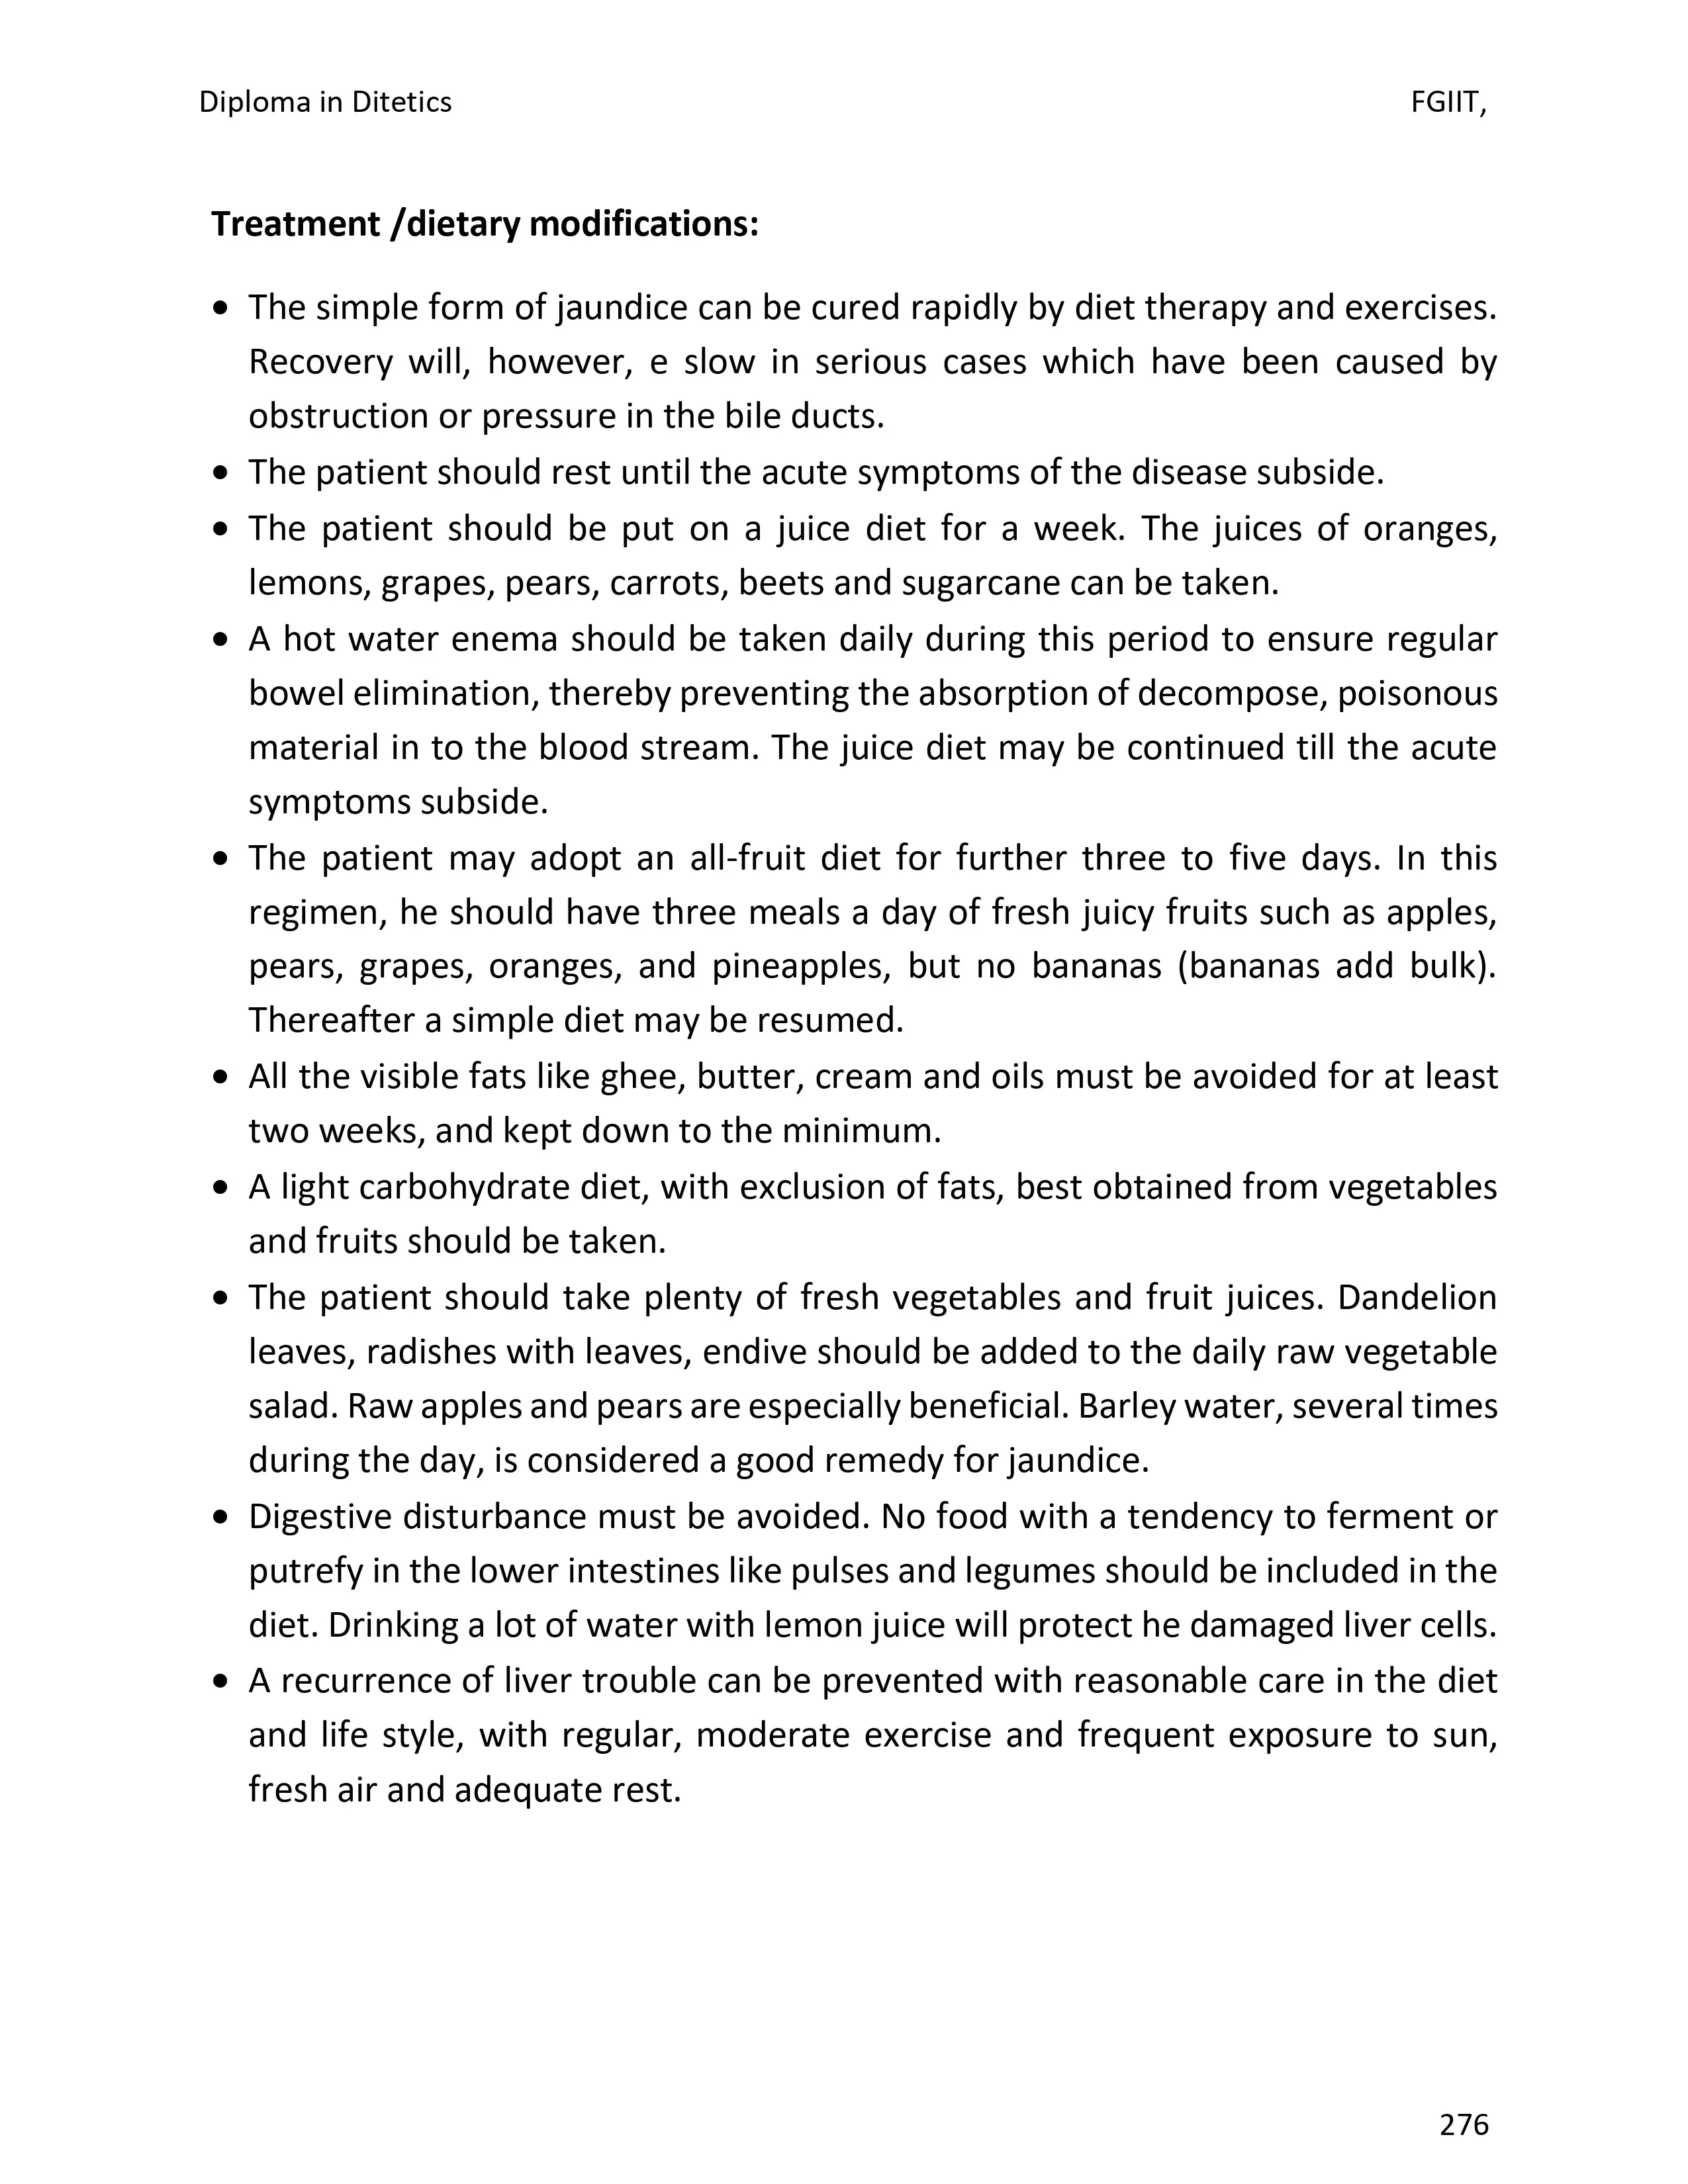 Diploma in Ditetics FGIIT,
Treatment /dietary modifications:
• The simple form of jaundice can be cured rapidly by diet therapy and exercises.
Recovery will, however, e slow in serious cases which have been caused by
obstruction or pressure in the bile ducts.
• The patient should rest until the acute symptoms of the disease subside.
• The patient should be put on a juice diet for a week. The juices of oranges,
lemons, grapes, pears, carrots, beets and sugarcane can be taken.
• A hot water enema should be taken daily during this period to ensure regular
bowel elimination, thereby preventing the absorption of decompose, poisonous
material in to the blood stream. The juice diet may be continued till the acute
symptoms subside.
• The patient may adopt an all-fruit diet for further three to five days. In this
regimen, he should have three meals a day of fresh juicy fruits such as apples,
pears, grapes, oranges, and pineapples, but no bananas (bananas add bulk).
Thereafter a simple diet may be resumed.
• All the visible fats like ghee, butter, cream and oils must be avoided for at least
two weeks, and kept down to the minimum.
• A light carbohydrate diet, with exclusion of fats, best obtained from vegetables
and fruits should be taken.
• The patient should take plenty of fresh vegetables and fruit juices. Dandelion
leaves, radishes with leaves, endive should be added to the daily raw vegetable
salad. Raw apples and pears are especially beneficial. Barley water, several times
during the day, is considered a good remedy for jaundice.
• Digestive disturbance must be avoided. No food with a tendency to ferment or
putrefy in the lower intestines like pulses and legumes should be included in the
diet. Drinking a lot of water with lemon juice will protect he damaged liver cells.
• A recurrence of liver trouble can be prevented with reasonable care in the diet
and life style, with regular, moderate exercise and frequent exposure to sun,
fresh air and adequate rest.
276